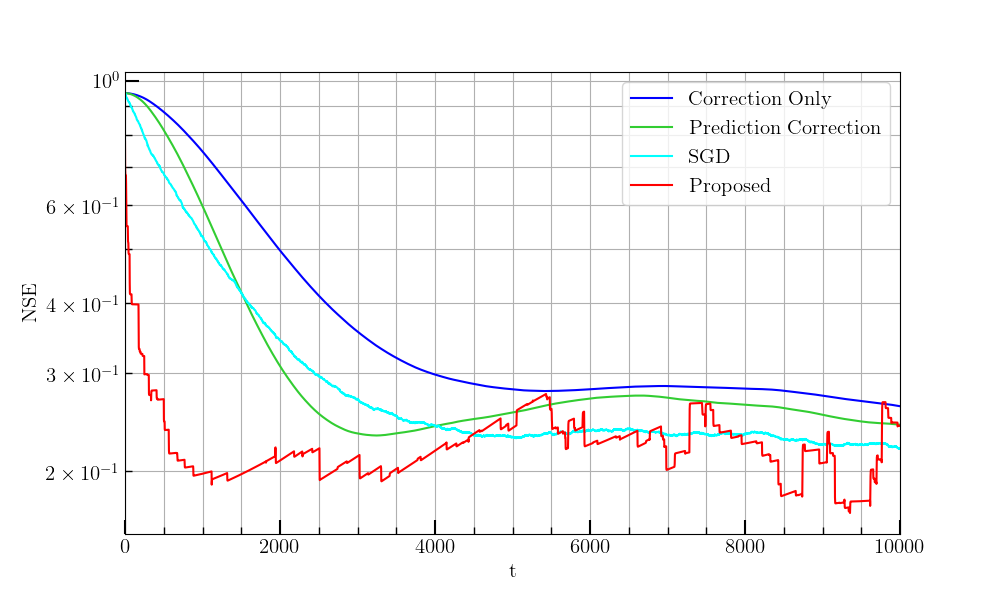 10⁰
6 × 10⁻¹
4 × 10⁻¹
3 × 10⁻¹
2 × 10⁻¹
NSE
Correction Only
Prediction Correction
SGD
Proposed
0 2000 4000 6000 8000 10000
t